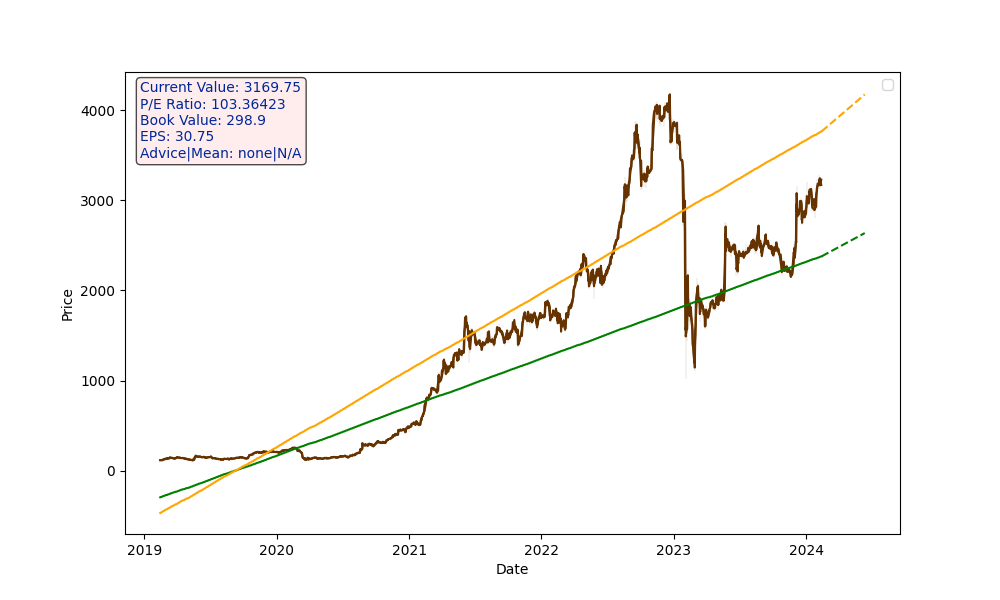 Current Value: 3169.75
P/E Ratio: 103.36423
Book Value: 298.9
EPS: 30.75
Advice|Mean: none|N/A
4000
3000
2000
1000
0
Price
2019 2020 2021 2022 2023 2024
Date